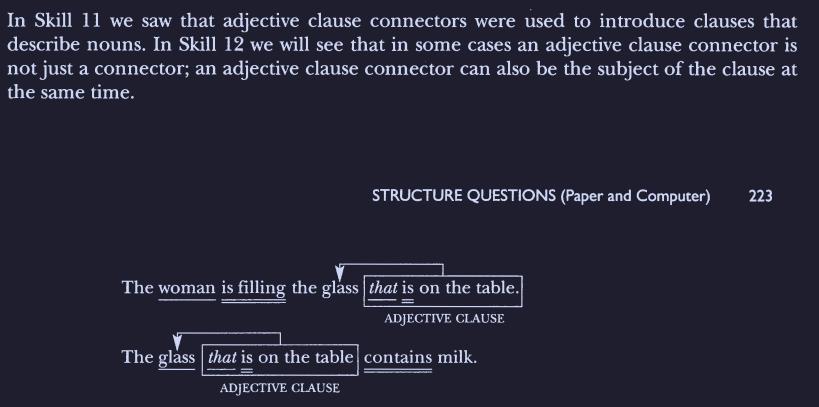 In Skill 11 we saw that adjective clause connectors were used to introduce clauses that
describe nouns. In Skill 12 we will see that in some cases an adjective clause connector is
not just a connector; an adjective clause connector can also be the subject of the clause at
the same time.
STRUCTURE QUESTIONS (Paper and Computer) 223
The woman is filling the glass that is on the table.
ADJECTIVE CLAUSE
The glass that is on the table contains milk.
ADJECTIVE CLAUSE